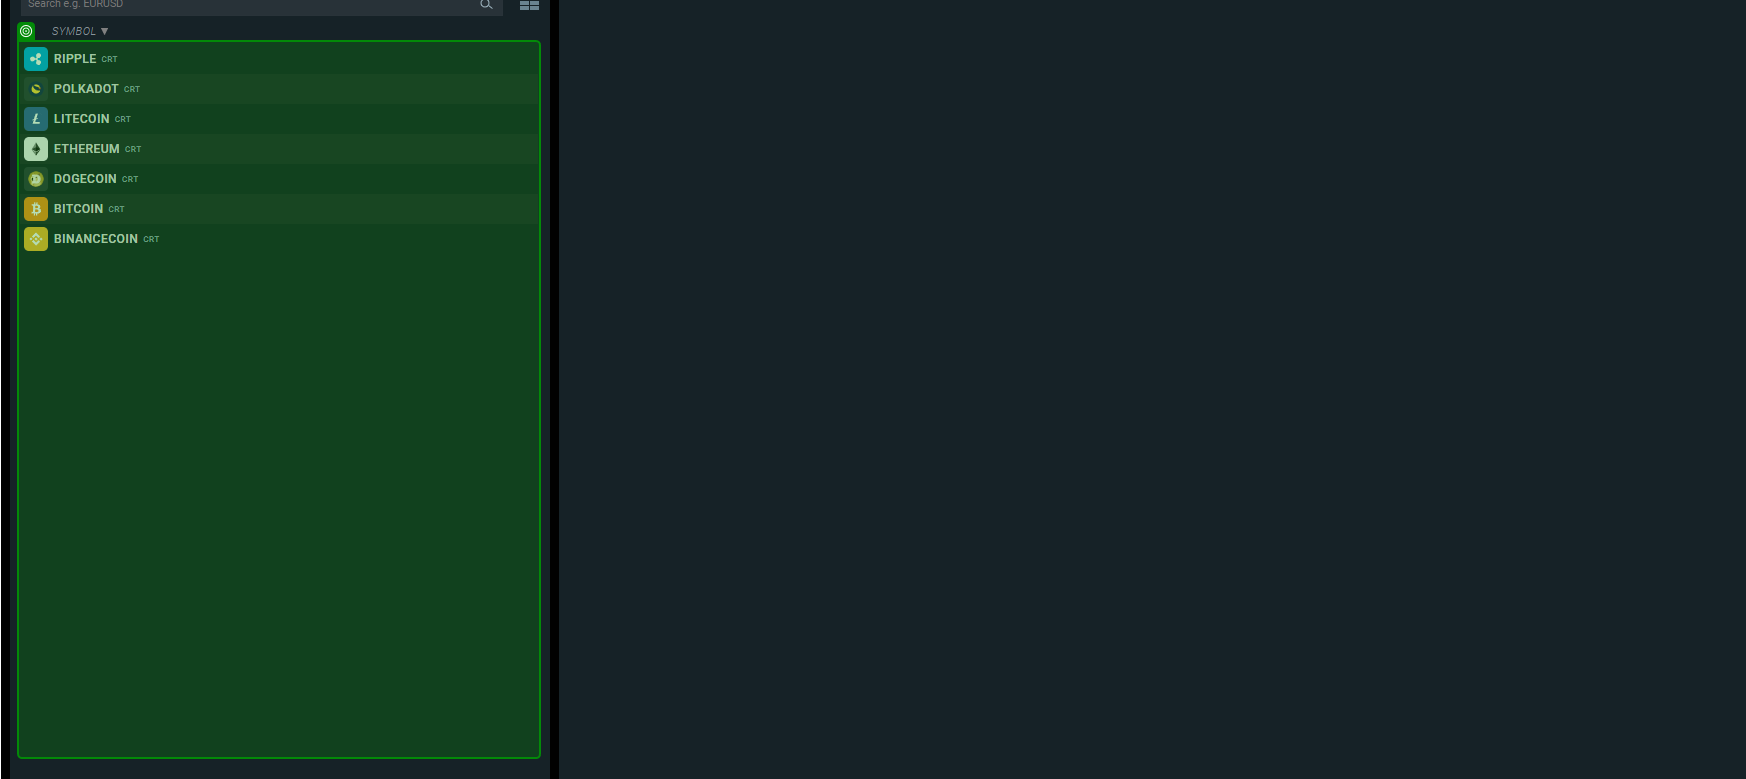 Search e.g. EURUSD
SYMBOL ▼
RIPPLE CRT
POLKADOT CRT
LITECOIN CRT
ETHEREUM CRT
DOGECOIN CRT
BITCOIN CRT
BINANCECOIN CRT